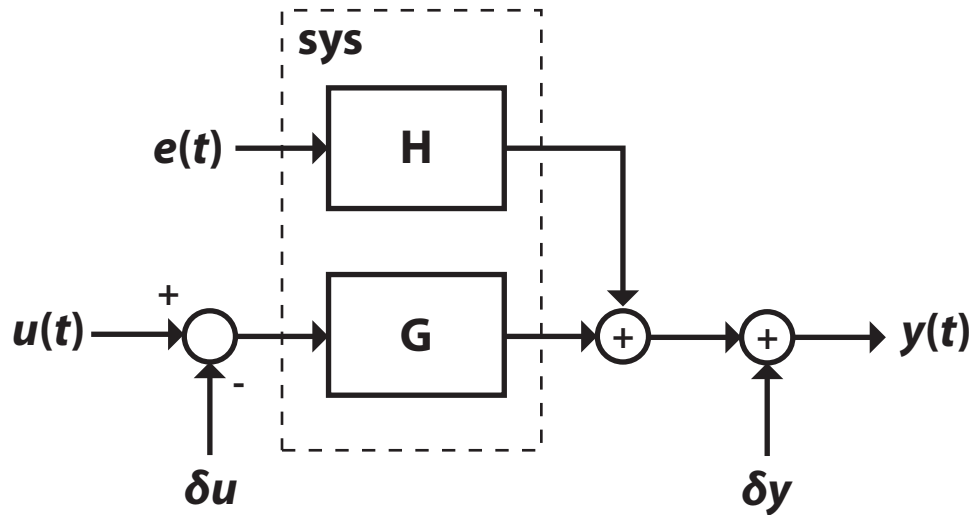 sys
e(t)
H
+
u(t)
G
+
+
y(t)
-
δu
δy